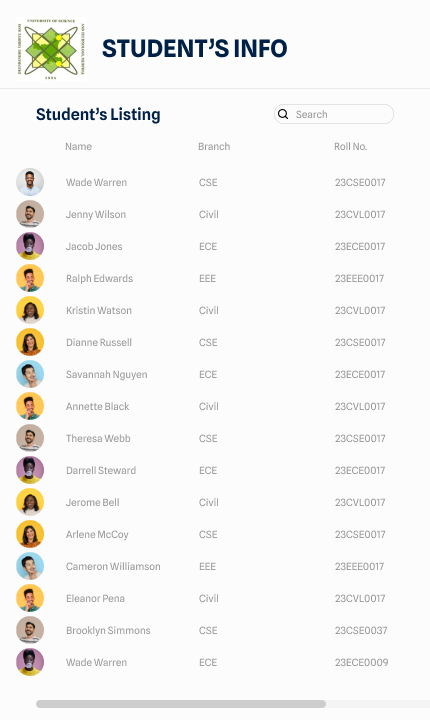 UNIVERSITY OF SCIENCE
STUDENT'S INFO
Student's Listing
Search
Name Branch Roll No.
Wade Warren CSE 23CSE0017
Jenny Wilson Civil 23CVL0017
Jacob Jones ECE 23ECE0017
Ralph Edwards EEE 23EEE0017
Kristin Watson Civil 23CVL0017
Dianne Russell CSE 23CSE0017
Savannah Nguyen ECE 23ECE0017
Annette Black Civil 23CVL0017
Theresa Webb CSE 23CSE0017
Darrell Steward ECE 23ECE0017
Jerome Bell Civil 23CVL0017
Arlene McCoy CSE 23CSE0017
Cameron Williamson EEE 23EEE0017
Eleanor Pena Civil 23CVL0017
Brooklyn Simmons CSE 23CSE0037
Wade Warren ECE 23ECE0009